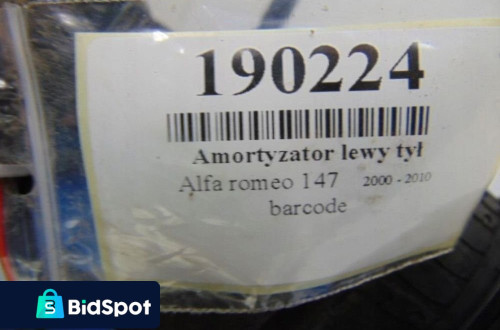 190224
Amortyzator lewy tył
Alfa romeo 147 2000 - 2010
barcode
S BidSpot